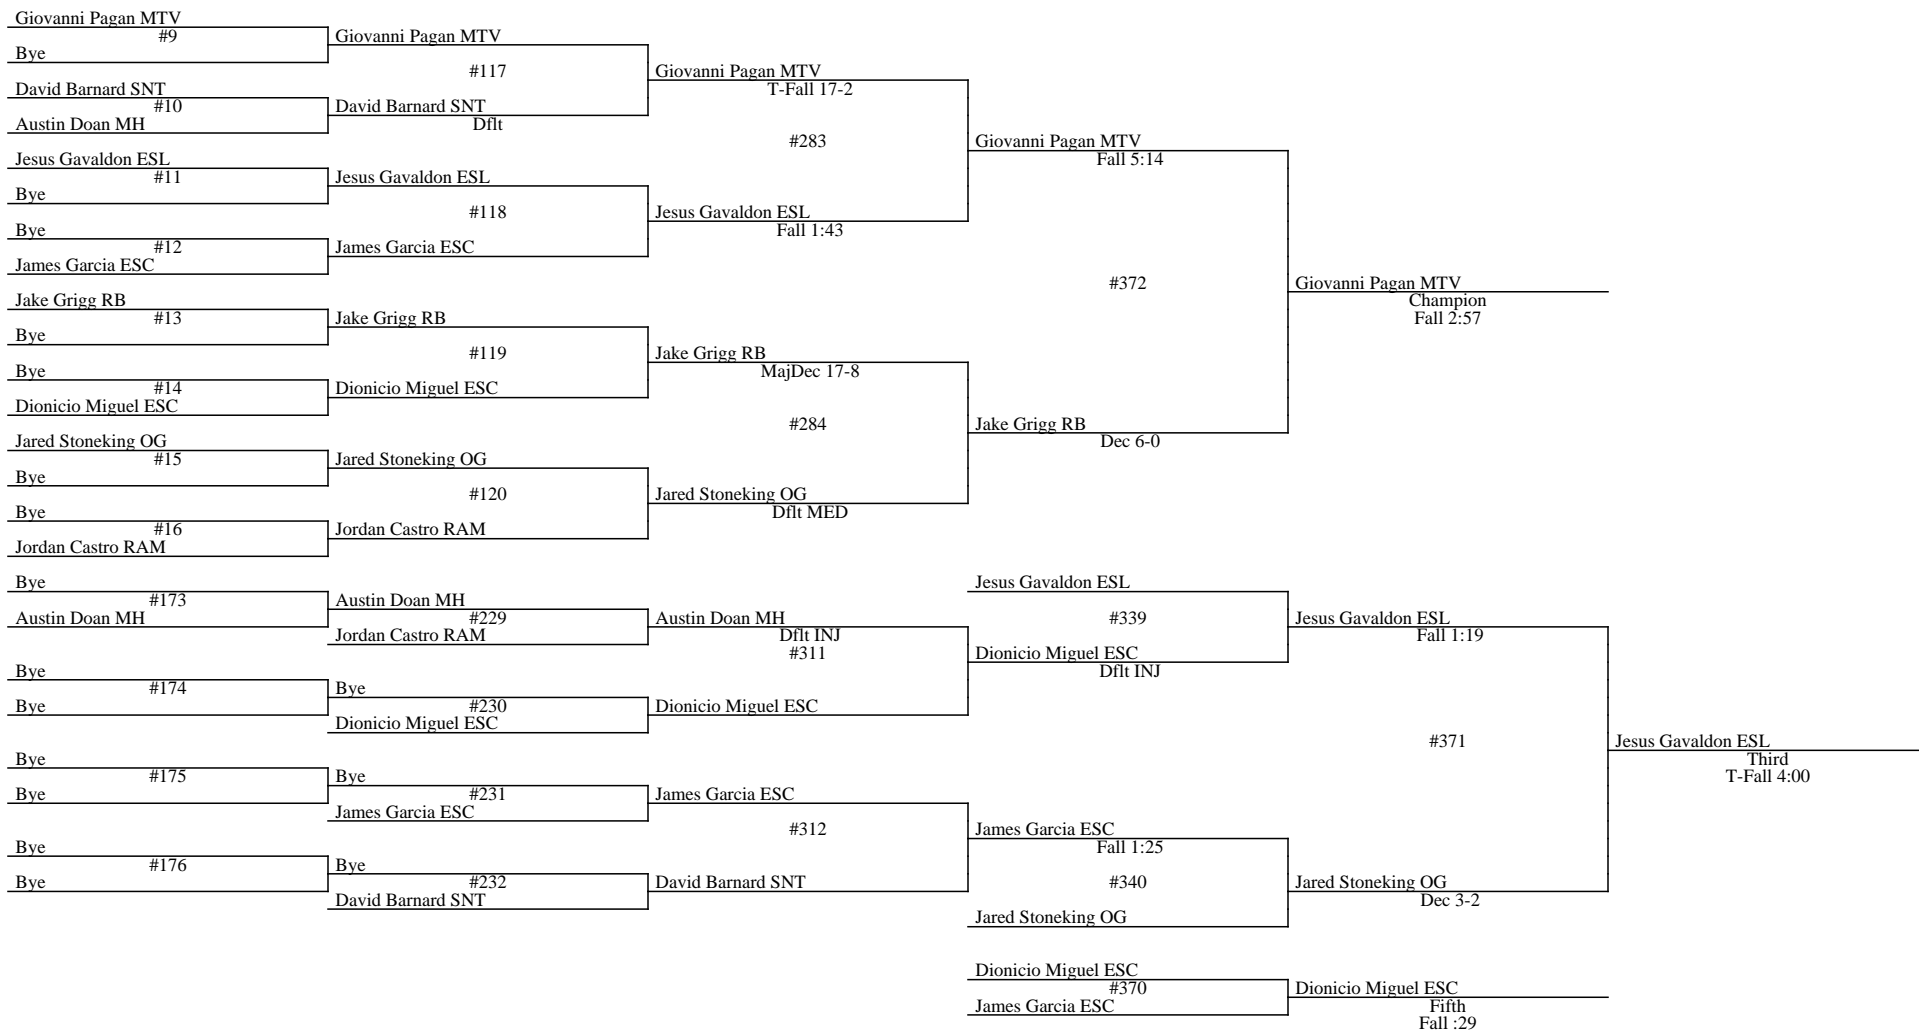 Giovanni Pagan MTV
#9
Bye
David Barnard SNT
#10
Austin Doan MH
Jesus Gavaldon ESL
#11
Bye
Bye
#12
James Garcia ESC
Jake Grigg RB
#13
Bye
Bye
#14
Dionicio Miguel ESC
Jared Stoneking OG
#15
Bye
Bye
#16
Jordan Castro RAM
Giovanni Pagan MTV
#117
David Barnard SNT
Dflt
Jesus Gavaldon ESL
#118
James Garcia ESC
Jake Grigg RB
#119
Dionicio Miguel ESC
Jared Stoneking OG
#120
Jordan Castro RAM
Giovanni Pagan MTV
T-Fall 17-2
#283
Jesus Gavaldon ESL
Fall 1:43
Jake Grigg RB
MajDec 17-8
#284
Jared Stoneking OG
Dflt MED
Giovanni Pagan MTV
Fall 5:14
#372
Jake Grigg RB
Dec 6-0
Giovanni Pagan MTV
Champion
Fall 2:57
Bye
#173
Austin Doan MH
Bye
#174
Bye
Bye
#175
Bye
Bye
#176
Bye
Austin Doan MH
#229
Jordan Castro RAM
Bye
#230
Dionicio Miguel ESC
Bye
#231
James Garcia ESC
Bye
#232
David Barnard SNT
Austin Doan MH
Dflt INJ
#311
Dionicio Miguel ESC
James Garcia ESC
#312
David Barnard SNT
Jesus Gavaldon ESL
#339
Dionicio Miguel ESC
Dflt INJ
James Garcia ESC
Fall 1:25
#340
Jared Stoneking OG
Jesus Gavaldon ESL
Fall 1:19
#371
Jared Stoneking OG
Dec 3-2
Jesus Gavaldon ESL
Third
T-Fall 4:00
Dionicio Miguel ESC
#370
James Garcia ESC
Dionicio Miguel ESC
Fifth
Fall :29